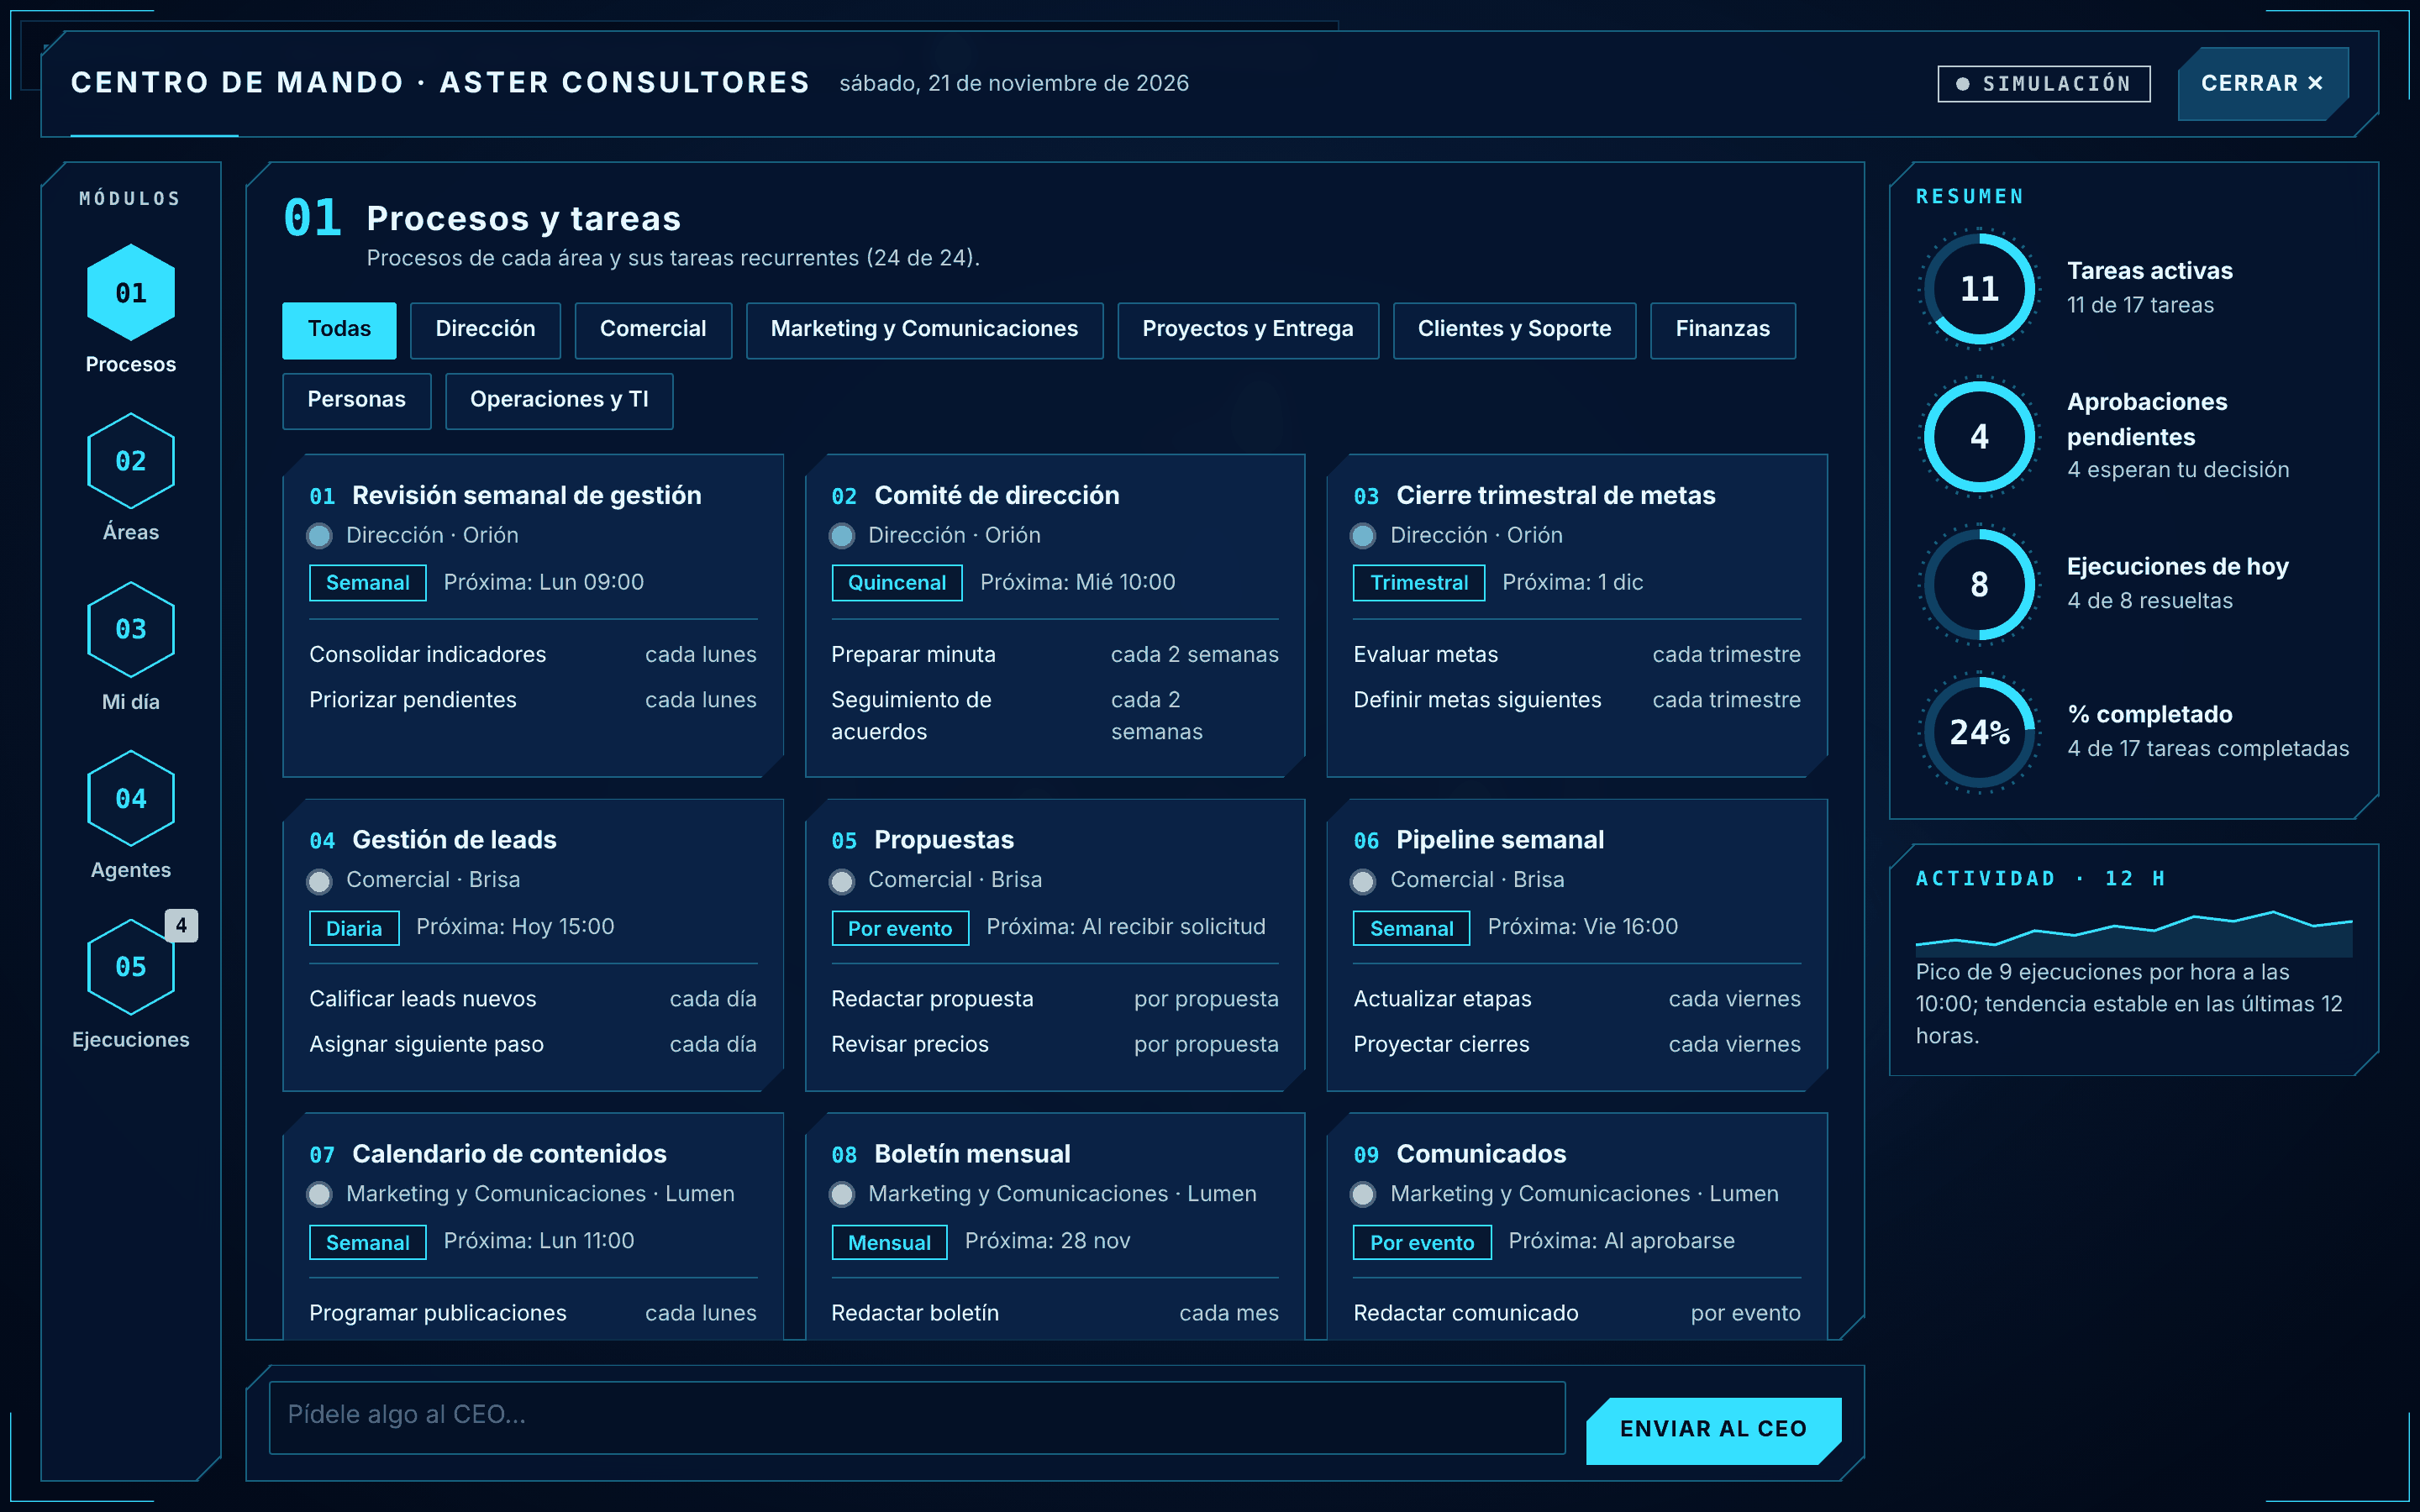 CENTRO DE MANDO · ASTER CONSULTORES
sábado, 21 de noviembre de 2026
SIMULACIÓN
CERRAR ✕
MÓDULOS
01
Procesos
02
Áreas
03
Mi día
04
Agentes
4
05
Ejecuciones
01 Procesos y tareas
Procesos de cada área y sus tareas recurrentes (24 de 24).
Todas
Dirección
Comercial
Marketing y Comunicaciones
Proyectos y Entrega
Clientes y Soporte
Finanzas
Personas
Operaciones y TI
01 Revisión semanal de gestión
Dirección · Orión
Semanal Próxima: Lun 09:00
Consolidar indicadores cada lunes
Priorizar pendientes cada lunes
02 Comité de dirección
Dirección · Orión
Quincenal Próxima: Mié 10:00
Preparar minuta cada 2 semanas
Seguimiento de cada 2
acuerdos semanas
03 Cierre trimestral de metas
Dirección · Orión
Trimestral Próxima: 1 dic
Evaluar metas cada trimestre
Definir metas siguientes cada trimestre
04 Gestión de leads
Comercial · Brisa
Diaria Próxima: Hoy 15:00
Calificar leads nuevos cada día
Asignar siguiente paso cada día
05 Propuestas
Comercial · Brisa
Por evento Próxima: Al recibir solicitud
Redactar propuesta por propuesta
Revisar precios por propuesta
06 Pipeline semanal
Comercial · Brisa
Semanal Próxima: Vie 16:00
Actualizar etapas cada viernes
Proyectar cierres cada viernes
07 Calendario de contenidos
Marketing y Comunicaciones · Lumen
Semanal Próxima: Lun 11:00
Programar publicaciones cada lunes
08 Boletín mensual
Marketing y Comunicaciones · Lumen
Mensual Próxima: 28 nov
Redactar boletín cada mes
09 Comunicados
Marketing y Comunicaciones · Lumen
Por evento Próxima: Al aprobarse
Redactar comunicado por evento
Pídele algo al CEO...
ENVIAR AL CEO
RESUMEN
11
Tareas activas
11 de 17 tareas
4
Aprobaciones
pendientes
4 esperan tu decisión
8
Ejecuciones de hoy
4 de 8 resueltas
24%
% completado
4 de 17 tareas completadas
ACTIVIDAD · 12 H
Pico de 9 ejecuciones por hora a las
10:00; tendencia estable en las últimas 12
horas.